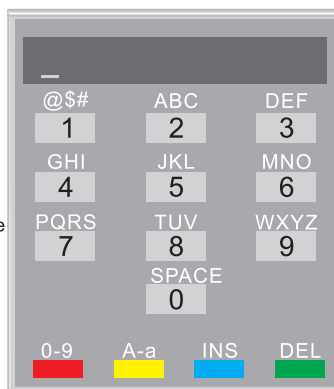 _
@$# ABC DEF
1 2 3
GHI JKL MNO
4 5 6
e
PQRS TUV WXYZ
7 8 9
SPACE
0
0-9 A-a INS DEL